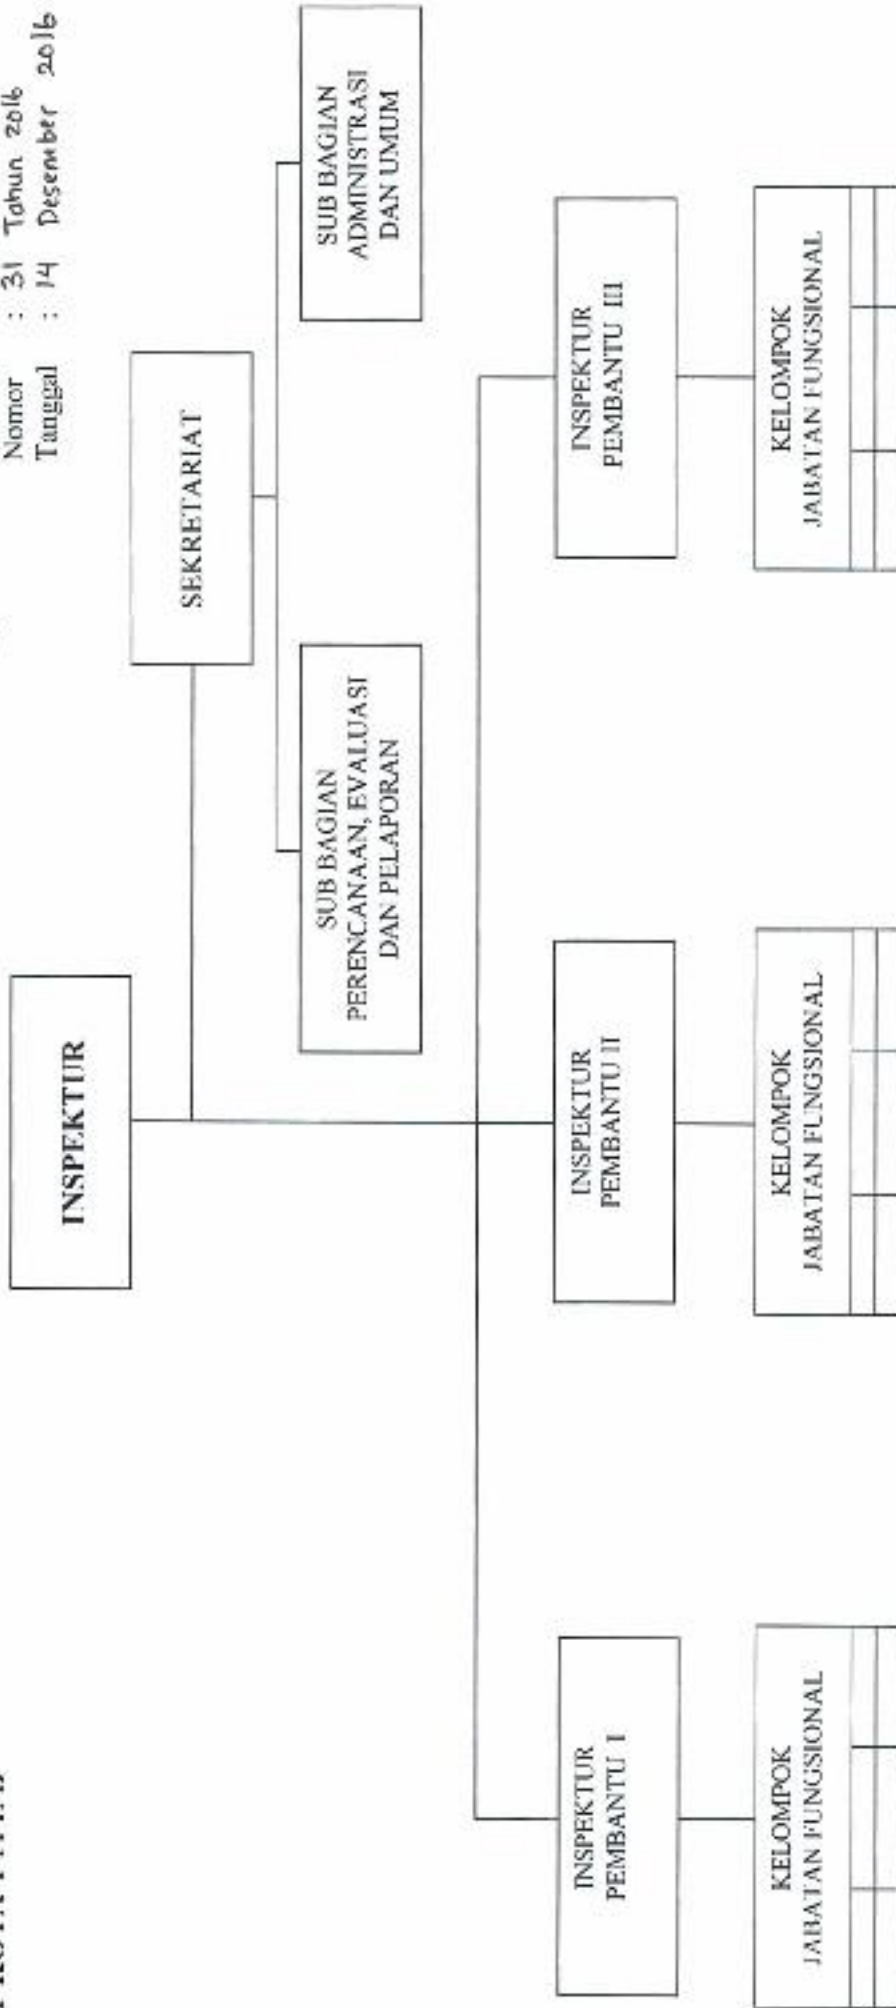 Nomor : 31 Tahun 2016
Tanggal : 14 Desember 2016
INSPEKTUR
SEKRETARIAT
SUB BAGIAN
PERENCANAAN, EVALUASI
DAN PELAPORAN
SUB BAGIAN
ADMINISTRASI
DAN UMUM
INSPEKTUR
PEMBANTU I
INSPEKTUR
PEMBANTU II
INSPEKTUR
PEMBANTU III
KELOMPOK
JABATAN FUNGSIONAL
KELOMPOK
JABATAN FUNGSIONAL
KELOMPOK
JABATAN FUNGSIONAL